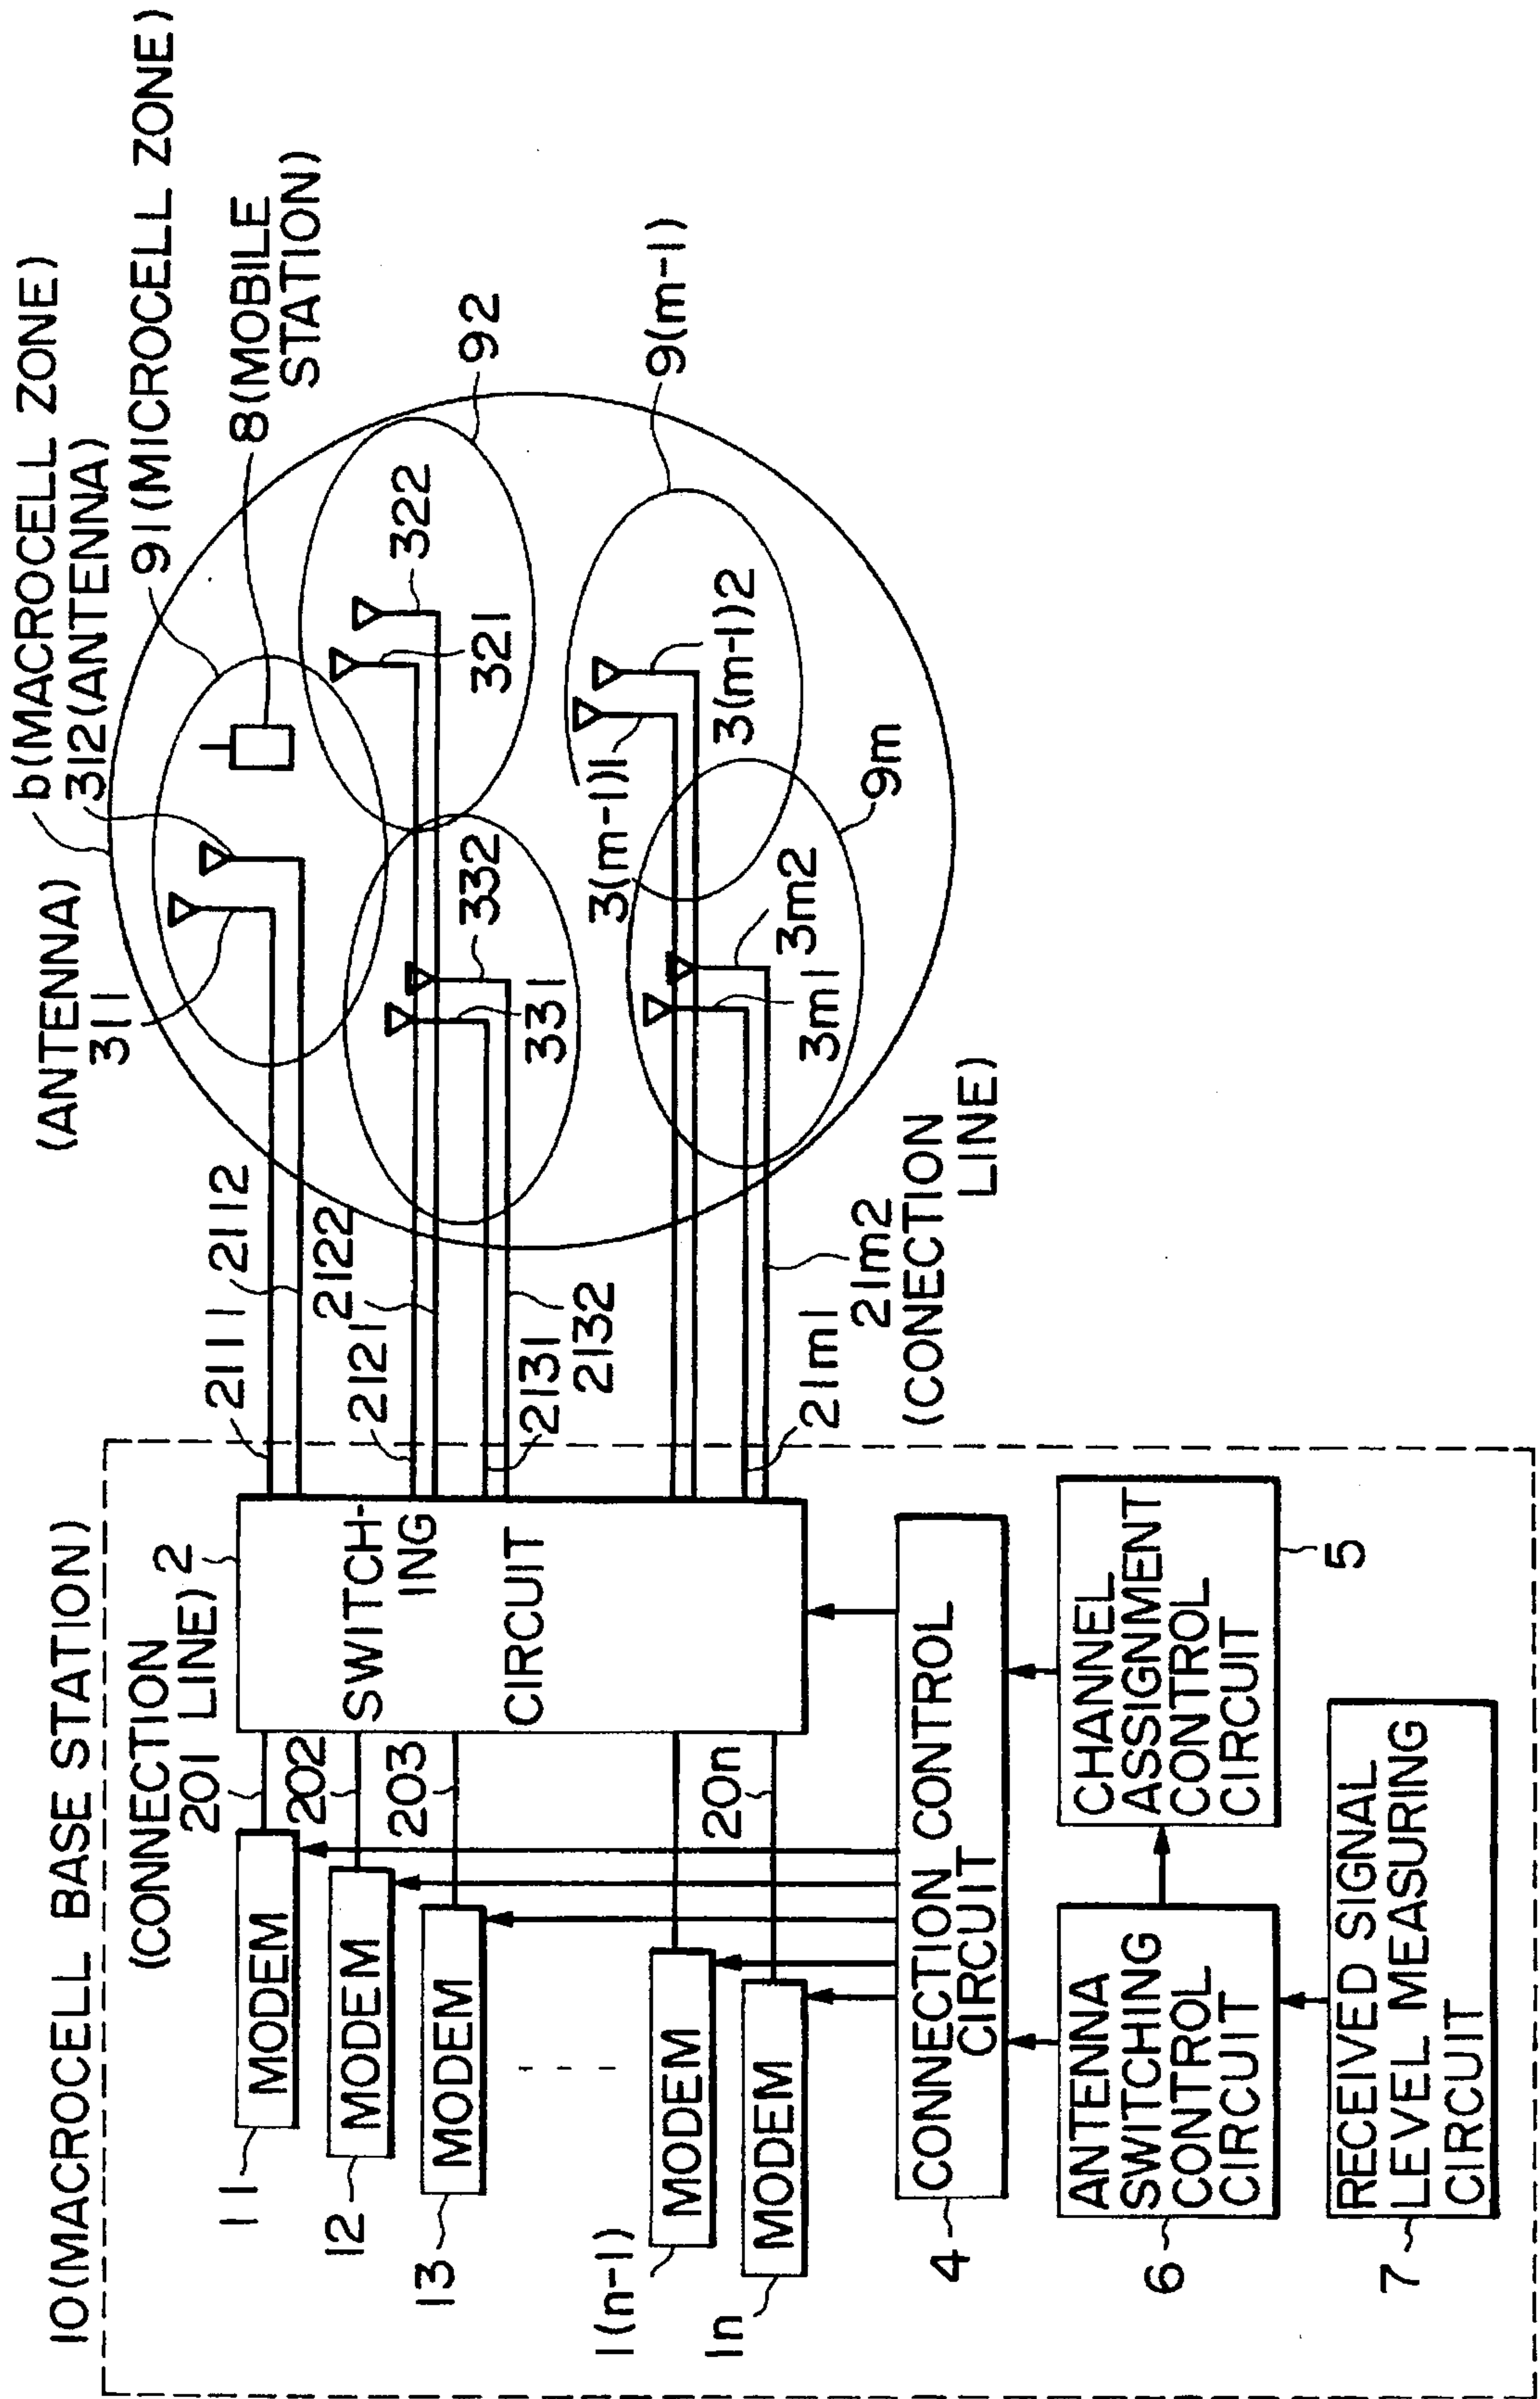 10(MACROCELL BASE STATION)
(CONNECTION
201 LINE)
2
202
203
20n
11
MODEM
12
MODEM
13
MODEM
1(n-1)
MODEM
1n
MODEM
SWITCH-
ING
CIRCUIT
4
CONNECTION CONTROL
CIRCUIT
6
ANTENNA
SWITCHING
CONTROL
CIRCUIT
CHANNEL
ASSIGNMENT
CONTROL
CIRCUIT
5
7
RECEIVED SIGNAL
LEVEL MEASURING
CIRCUIT
2111
2112
2121
2122
2131
2132
21m1
21m2
(CONECTION
LINE)
(ANTENNA)
311
b(MACROCELL ZONE)
312(ANTENNA)
91(MICROCELL ZONE)
8(MOBILE
STATION)
92
322
321
332
331
9(m-1)
3(m-1)2
3(m-1)1
9m
3m2
3m1